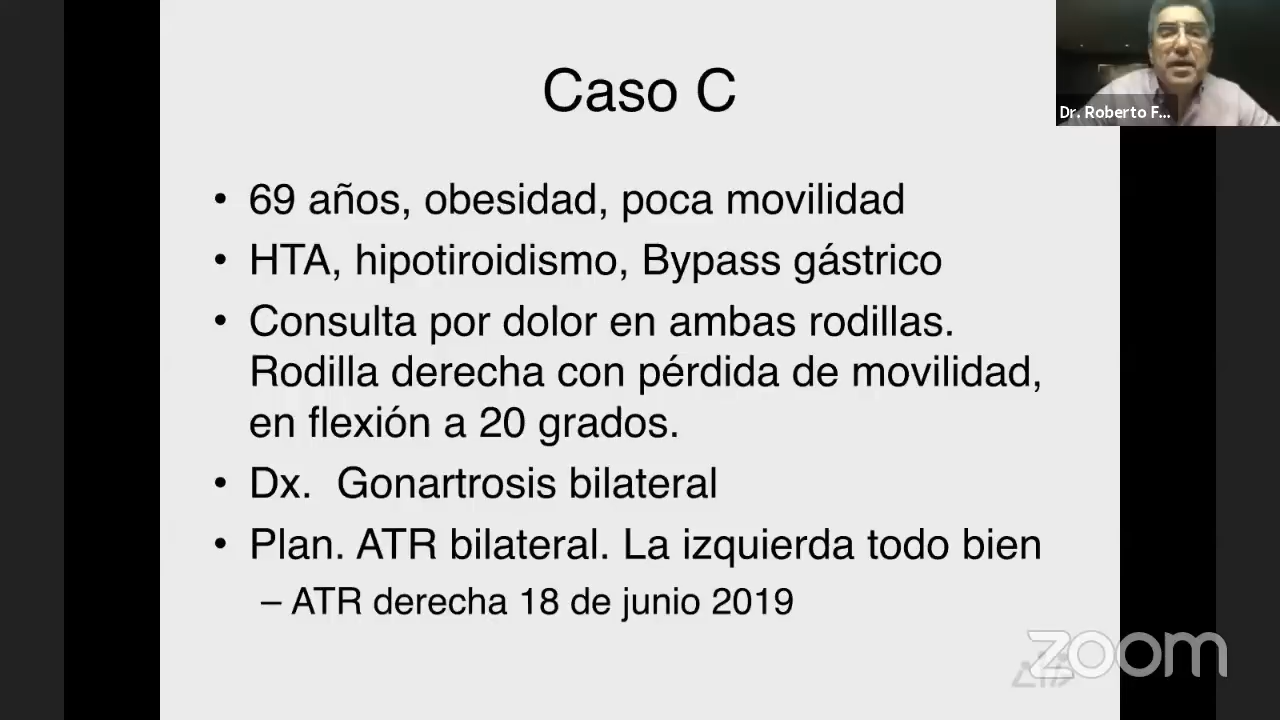 Caso C
Dr. Roberto F...
• 69 años, obesidad, poca movilidad
• HTA, hipotiroidismo, Bypass gástrico
• Consulta por dolor en ambas rodillas.
Rodilla derecha con pérdida de movilidad,
en flexión a 20 grados.
• Dx.  Gonartrosis bilateral
• Plan. ATR bilateral. La izquierda todo bien
– ATR derecha 18 de junio 2019
zoom